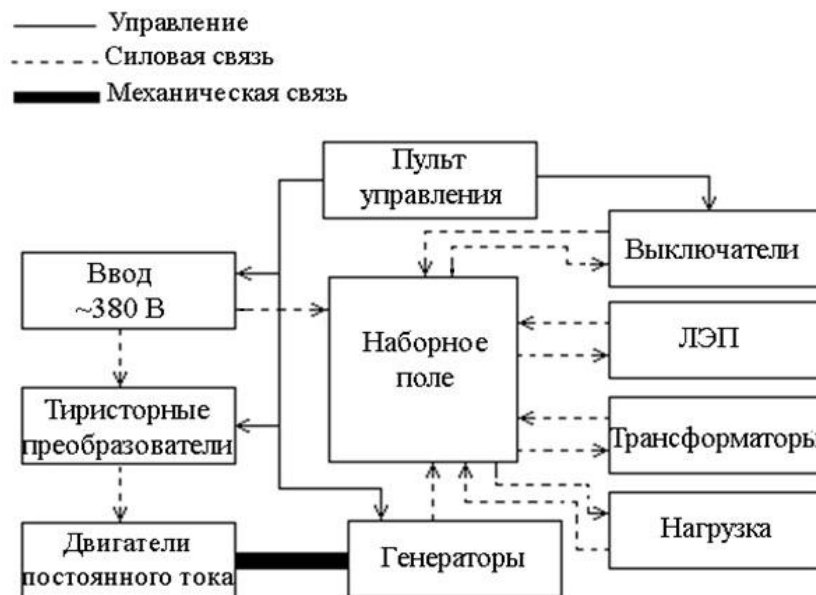 Управление
Силовая связь
Механическая связь
Пульт
управления
Выключатели
Ввод
~380 В
Наборное
поле
ЛЭП
Тиристорные
преобразователи
Трансформаторы
Нагрузка
Двигатели
постоянного тока
Генераторы